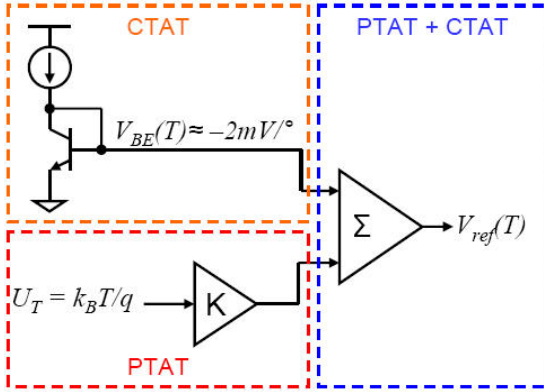 CTAT
PTAT + CTAT
V_BE(T)≈ −2mV/°
Σ
V_ref(T)
U_T = k_BT/q
K
PTAT